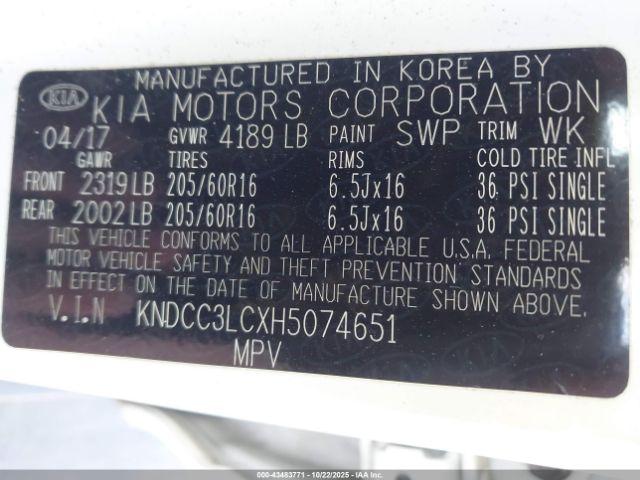 MANUFACTURED IN KOREA BY
KIA KIA MOTORS CORPORATION
04/17 GVWR 4189 LB PAINT SWP TRIM WK
GAWR TIRES RIMS COLD TIRE INFL
FRONT 2319 LB 205/60R16 6.5Jx16 36 PSI SINGLE
REAR 2002 LB 205/60R16 6.5Jx16 36 PSI SINGLE
THIS VEHICLE CONFORMS TO ALL APPLICABLE U.S.A. FEDERAL
MOTOR VEHICLE SAFETY AND THEFT PREVENTION STANDARDS
IN EFFECT ON THE DATE OF MANUFACTURE SHOWN ABOVE.
V.I.N KNDCC3LCXH5074651
MPV
000-43483771 - 10/22/2025 - IAAI.COM